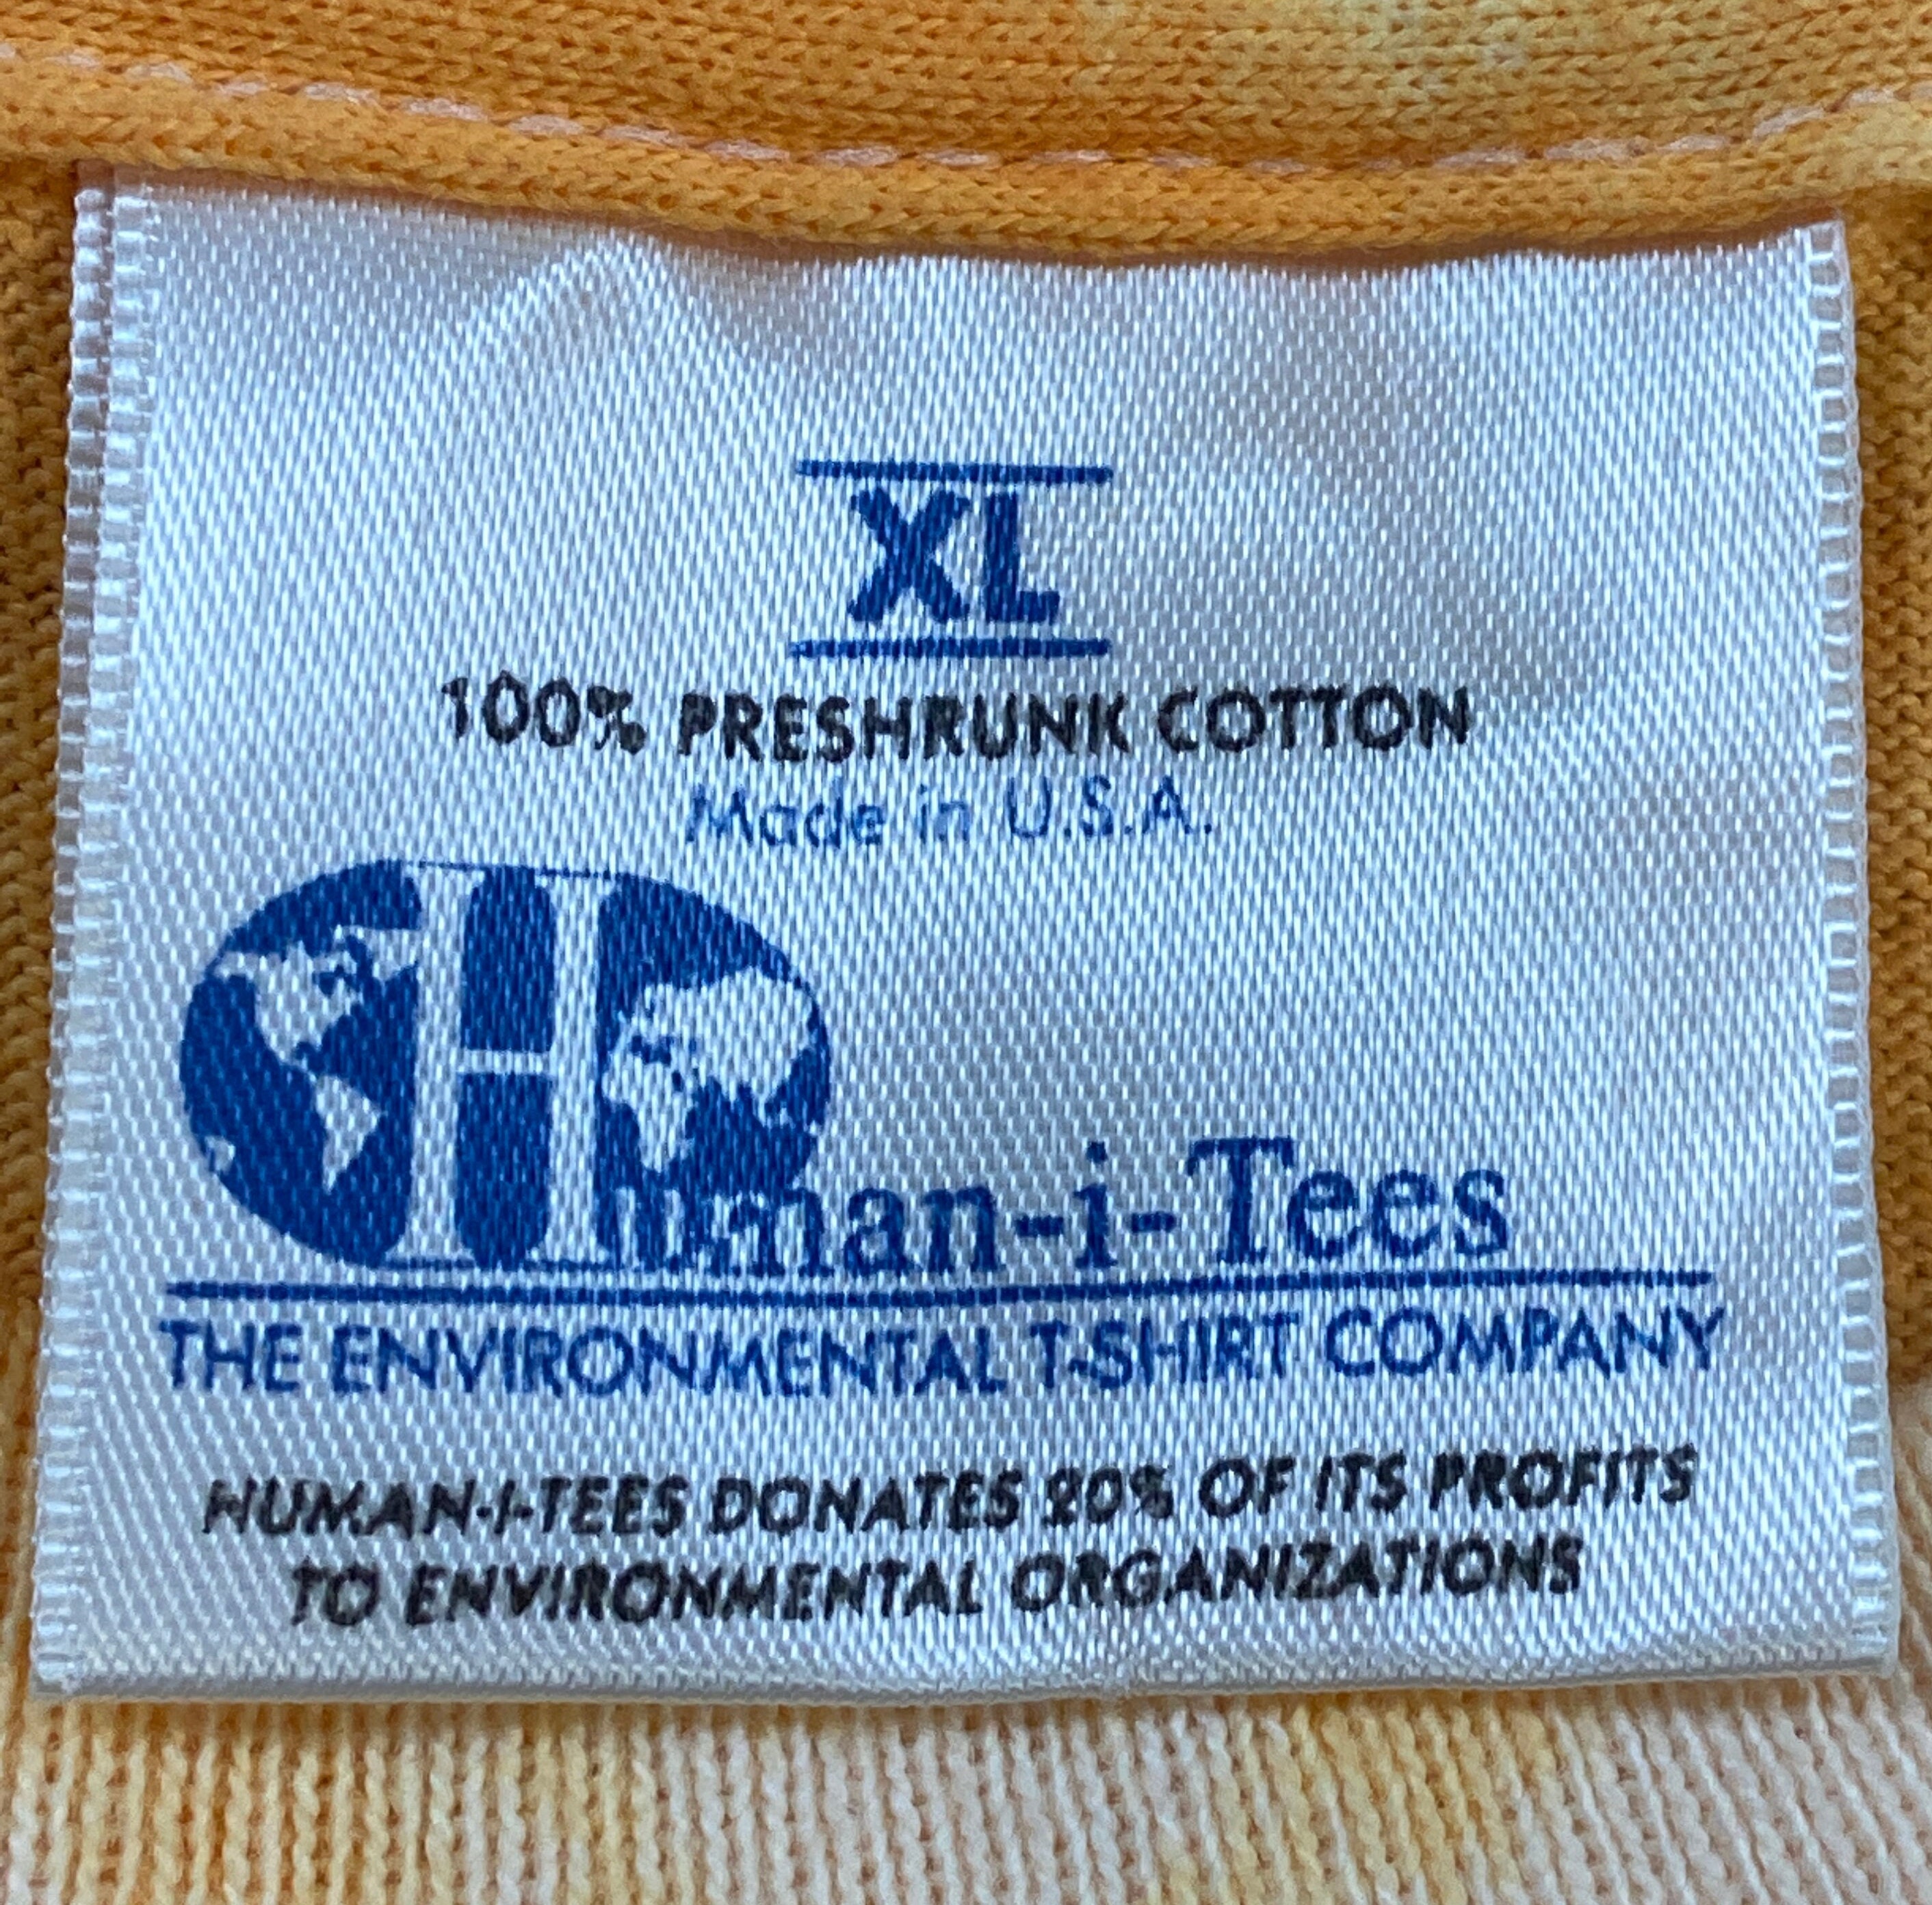 XL
100% PRESHRUNK COTTON
Made in U.S.A.
Human-i-Tees
THE ENVIRONMENTAL T-SHIRT COMPANY
HUMAN-I-TEES DONATES 20% OF ITS PROFITS
TO ENVIRONMENTAL ORGANIZATIONS